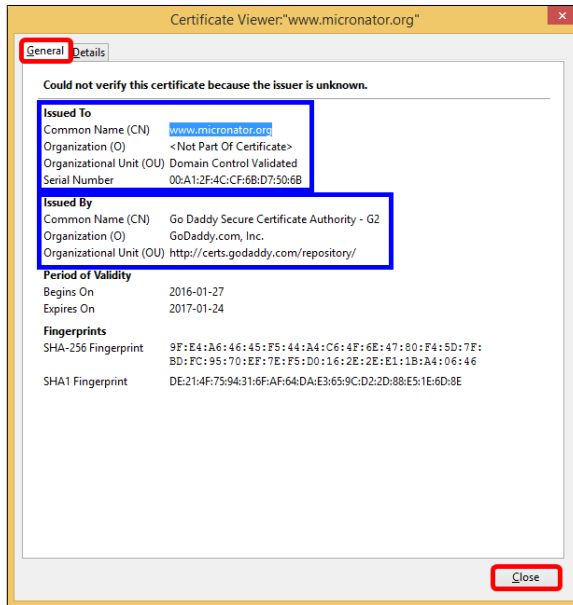 Certificate Viewer:"www.micronator.org"
×
General Details
Could not verify this certificate because the issuer is unknown.
Issued To
Common Name (CN) www.micronator.org
Organization (O) <Not Part Of Certificate>
Organizational Unit (OU) Domain Control Validated
Serial Number 00:A1:2F:4C:CF:6B:D7:50:6B
Issued By
Common Name (CN) Go Daddy Secure Certificate Authority - G2
Organization (O) GoDaddy.com, Inc.
Organizational Unit (OU) http://certs.godaddy.com/repository/
Period of Validity
Begins On 2016-01-27
Expires On 2017-01-24
Fingerprints
SHA-256 Fingerprint 9F:E4:A6:46:45:F5:44:A4:C6:4F:6E:47:80:F4:5D:7F:
BD:FC:95:70:EF:7E:F5:D0:16:2E:2E:E1:1B:A4:06:46
SHA1 Fingerprint DE:21:4F:75:94:31:6F:AF:64:DA:E3:65:9C:D2:2D:88:E5:1E:6D:8E
Close